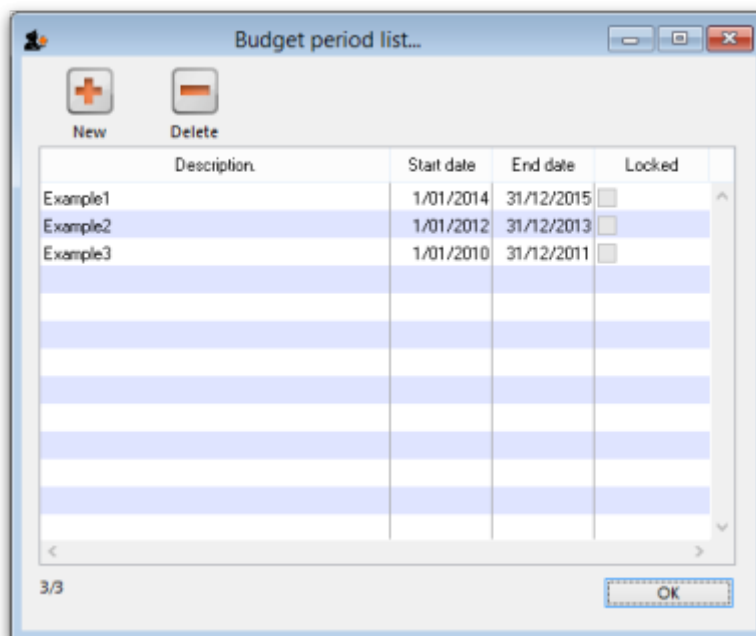 Budget period list...
New Delete
Description. Start date End date Locked
Example1 1/01/2014 31/12/2015
Example2 1/01/2012 31/12/2013
Example3 1/01/2010 31/12/2011
3/3 OK